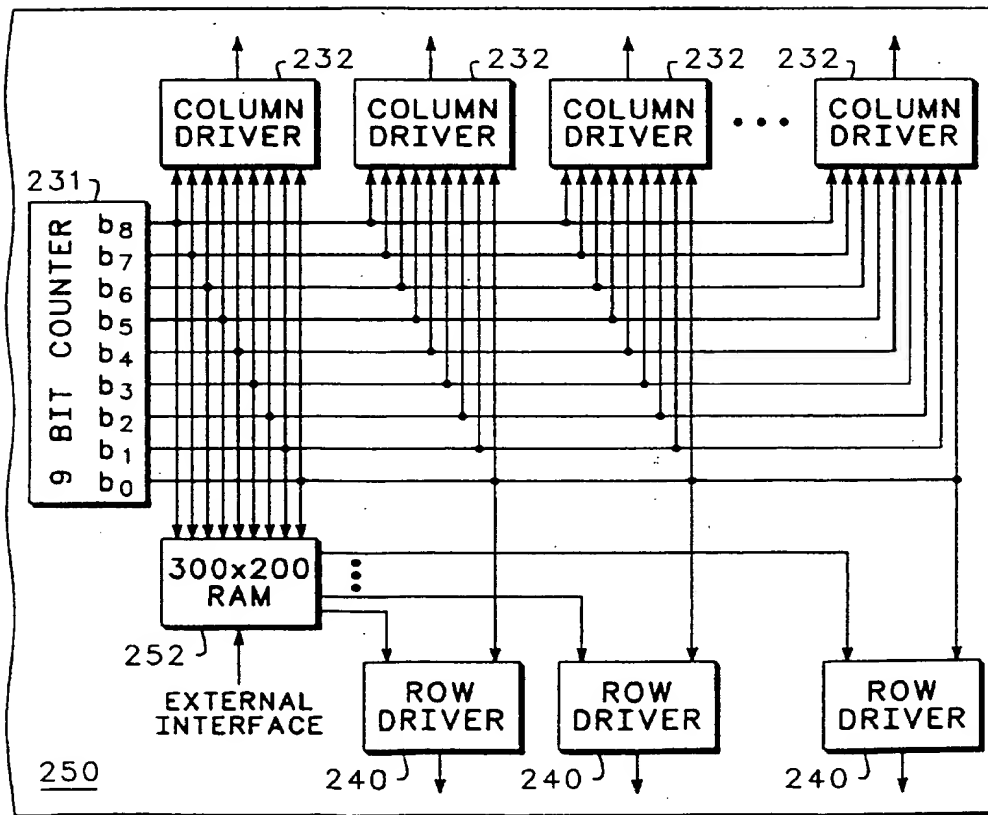 232 232 232 232
COLUMN DRIVER
COLUMN DRIVER
COLUMN DRIVER
• • •
COLUMN DRIVER
231
9 BIT COUNTER
b8
b7
b6
b5
b4
b3
b2
b1
b0
300x200
RAM
252
EXTERNAL
INTERFACE
ROW
DRIVER
ROW
DRIVER
ROW
DRIVER
240 240 240
250